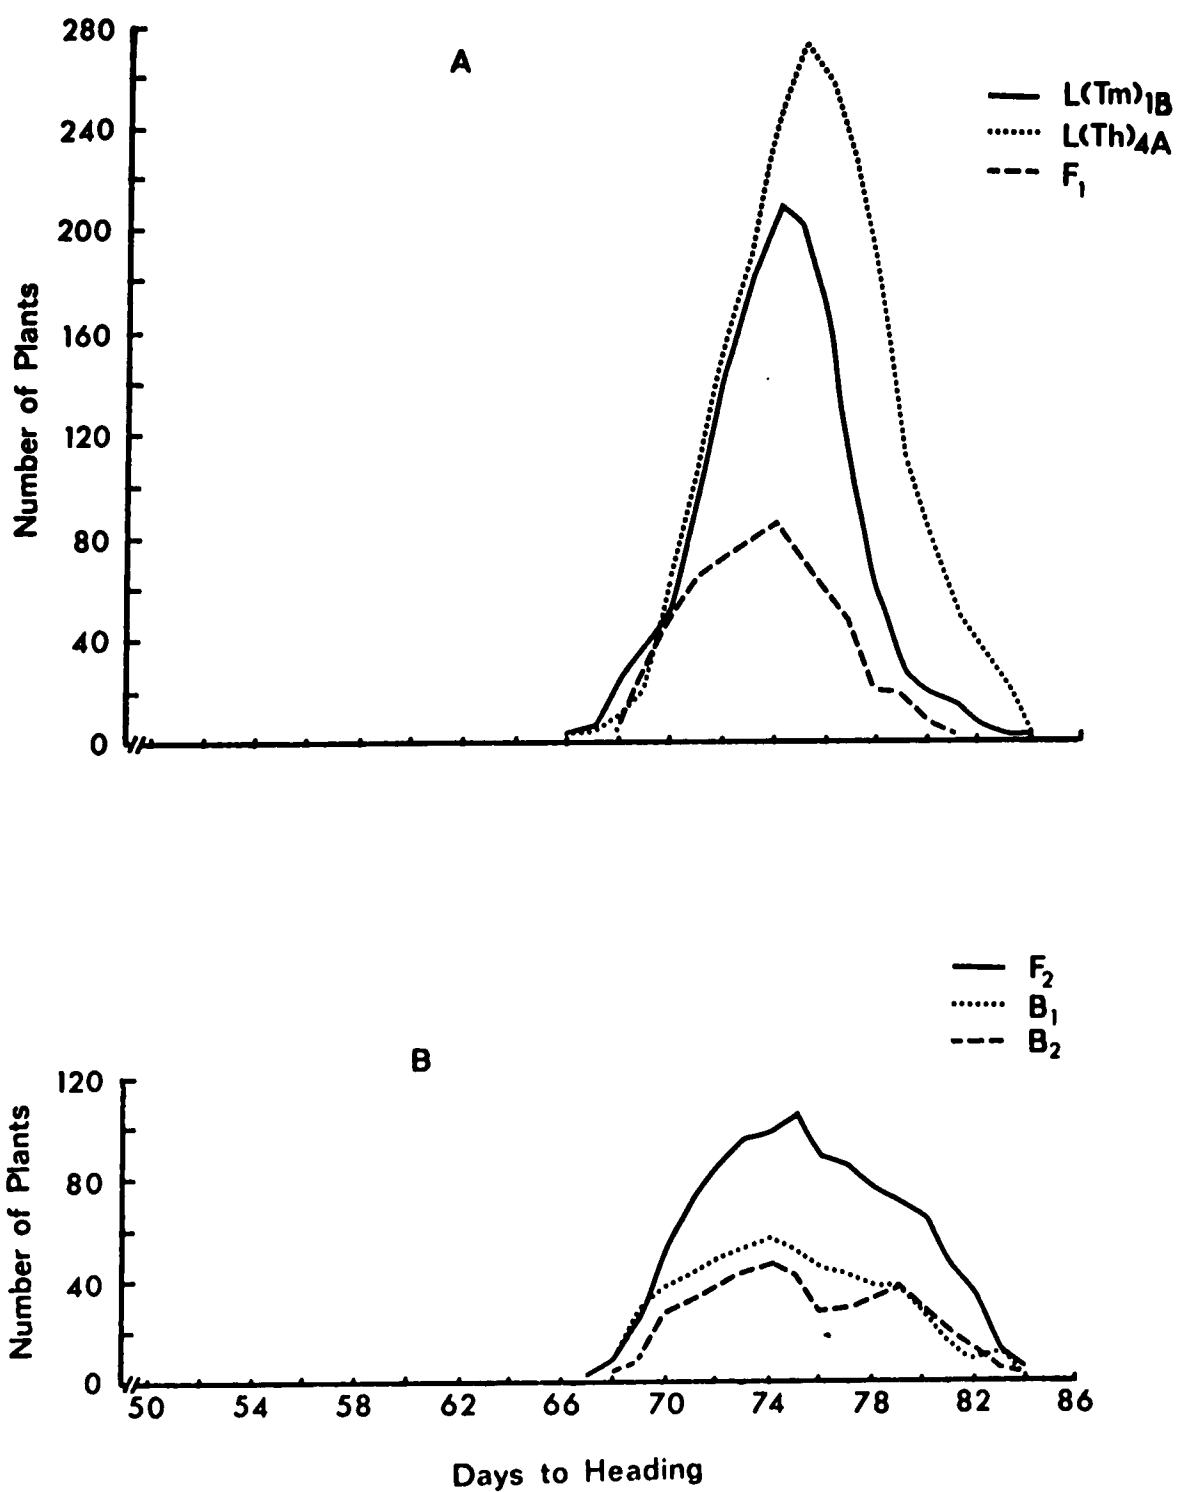 A
L(Tm)1B
L(Th)4A
F1
280
240
200
160
120
80
40
0
Number of Plants
B
F2
B1
B2
120
80
40
0
Number of Plants
50 54 58 62 66 70 74 78 82 86
Days to Heading